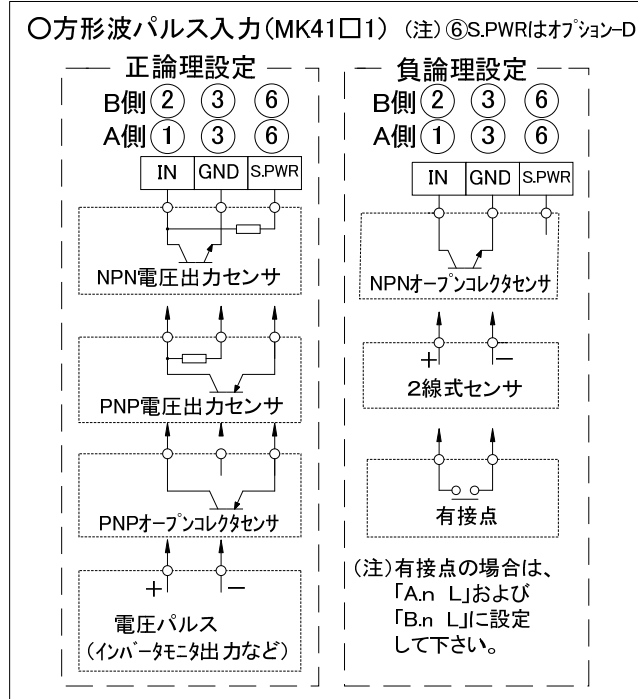 ○方形波パルス入力(MK41□1) (注)⑥S.PWRはオプション-D
正論理設定
B側 ② ③ ⑥
A側 ① ③ ⑥
IN GND S.PWR
NPN電圧出力センサ
PNP電圧出力センサ
PNPオープンコレクタセンサ
+ −
電圧パルス
(インバータモニタ出力など)
負論理設定
B側 ② ③ ⑥
A側 ① ③ ⑥
IN GND S.PWR
NPNオープンコレクタセンサ
+ −
2線式センサ
有接点
(注)有接点の場合は、
「A.n L」および
「B.n L」に設定
して下さい。